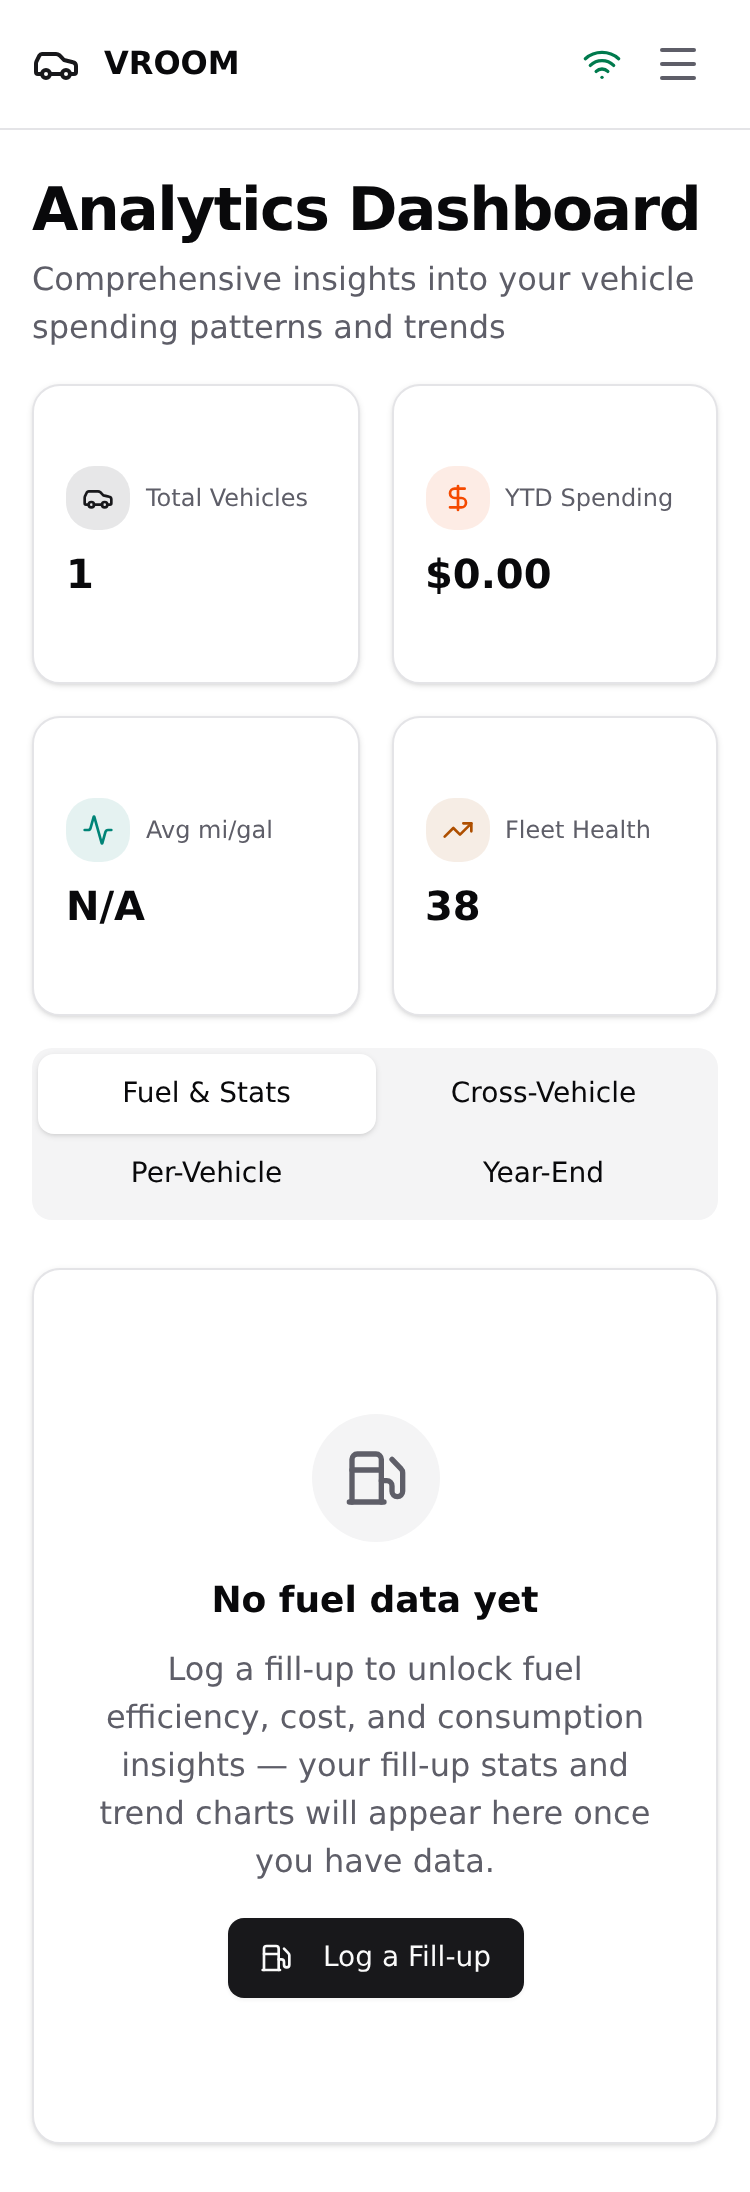 VROOM
Analytics Dashboard
Comprehensive insights into your vehicle
spending patterns and trends
Total Vehicles
1
YTD Spending
$0.00
Avg mi/gal
N/A
Fleet Health
38
Fuel & Stats
Cross-Vehicle
Per-Vehicle
Year-End
No fuel data yet
Log a fill-up to unlock fuel
efficiency, cost, and consumption
insights — your fill-up stats and
trend charts will appear here once
you have data.
Log a Fill-up